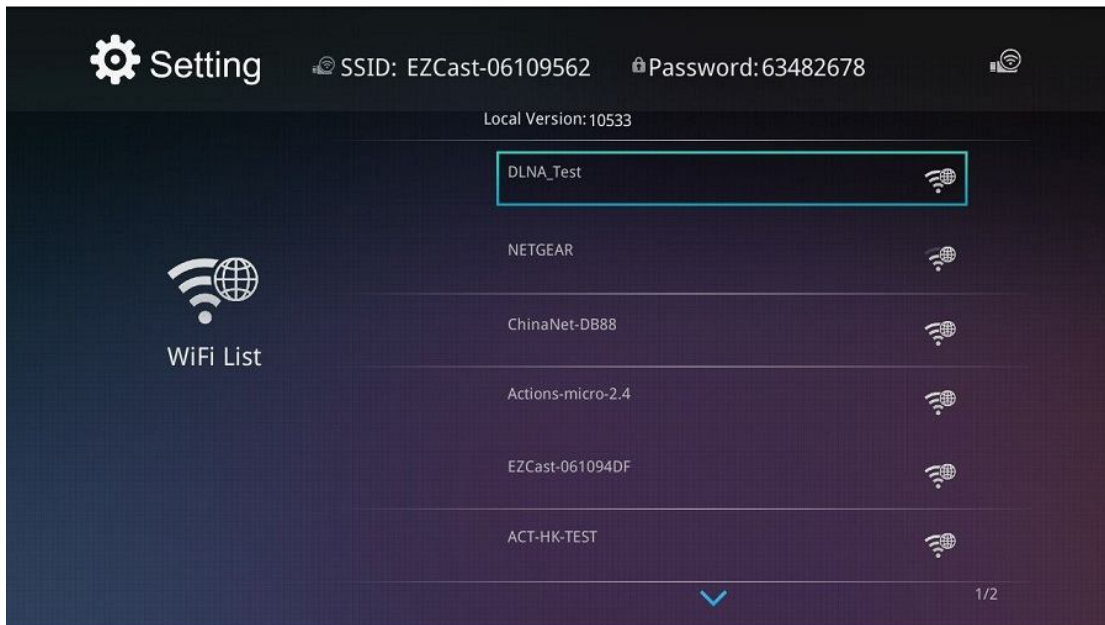 Setting SSID: EZCast-06109562 Password:63482678
Local Version:10533
DLNA_Test
NETGEAR
ChinaNet-DB88
WiFi List
Actions-micro-2.4
EZCast-061094DF
ACT-HK-TEST
1/2